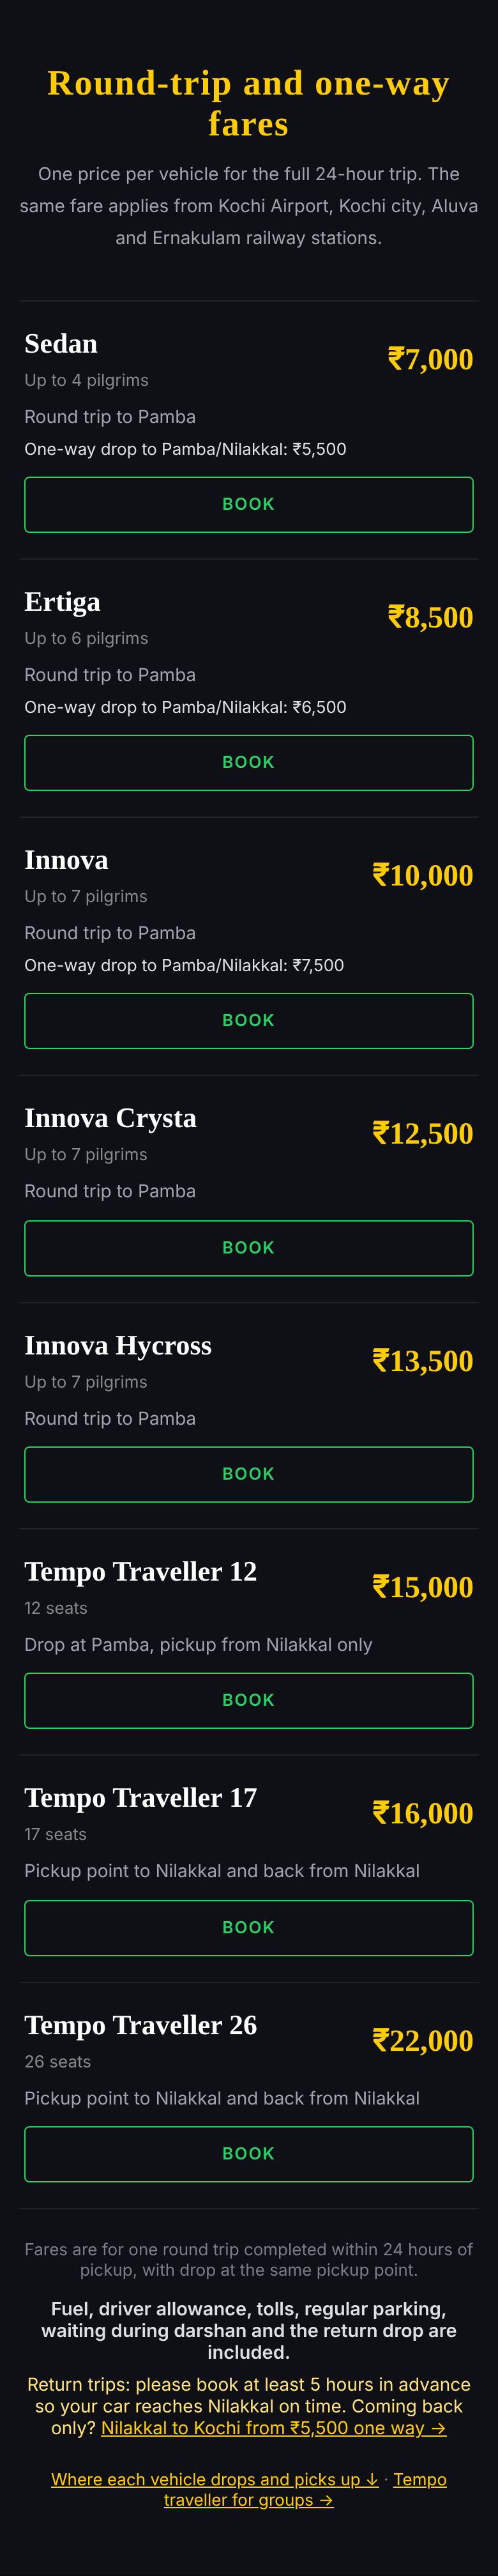 Round-trip and one-way
fares
One price per vehicle for the full 24-hour trip. The
same fare applies from Kochi Airport, Kochi city, Aluva
and Ernakulam railway stations.
Sedan
₹7,000
Up to 4 pilgrims
Round trip to Pamba
One-way drop to Pamba/Nilakkal: ₹5,500
BOOK
Ertiga
₹8,500
Up to 6 pilgrims
Round trip to Pamba
One-way drop to Pamba/Nilakkal: ₹6,500
BOOK
Innova
₹10,000
Up to 7 pilgrims
Round trip to Pamba
One-way drop to Pamba/Nilakkal: ₹7,500
BOOK
Innova Crysta
₹12,500
Up to 7 pilgrims
Round trip to Pamba
BOOK
Innova Hycross
₹13,500
Up to 7 pilgrims
Round trip to Pamba
BOOK
Tempo Traveller 12
₹15,000
12 seats
Drop at Pamba, pickup from Nilakkal only
BOOK
Tempo Traveller 17
₹16,000
17 seats
Pickup point to Nilakkal and back from Nilakkal
BOOK
Tempo Traveller 26
₹22,000
26 seats
Pickup point to Nilakkal and back from Nilakkal
BOOK
Fares are for one round trip completed within 24 hours of
pickup, with drop at the same pickup point.
Fuel, driver allowance, tolls, regular parking,
waiting during darshan and the return drop are
included.
Return trips: please book at least 5 hours in advance
so your car reaches Nilakkal on time. Coming back
only? Nilakkal to Kochi from ₹5,500 one way →
Where each vehicle drops and picks up ↓ · Tempo
traveller for groups →